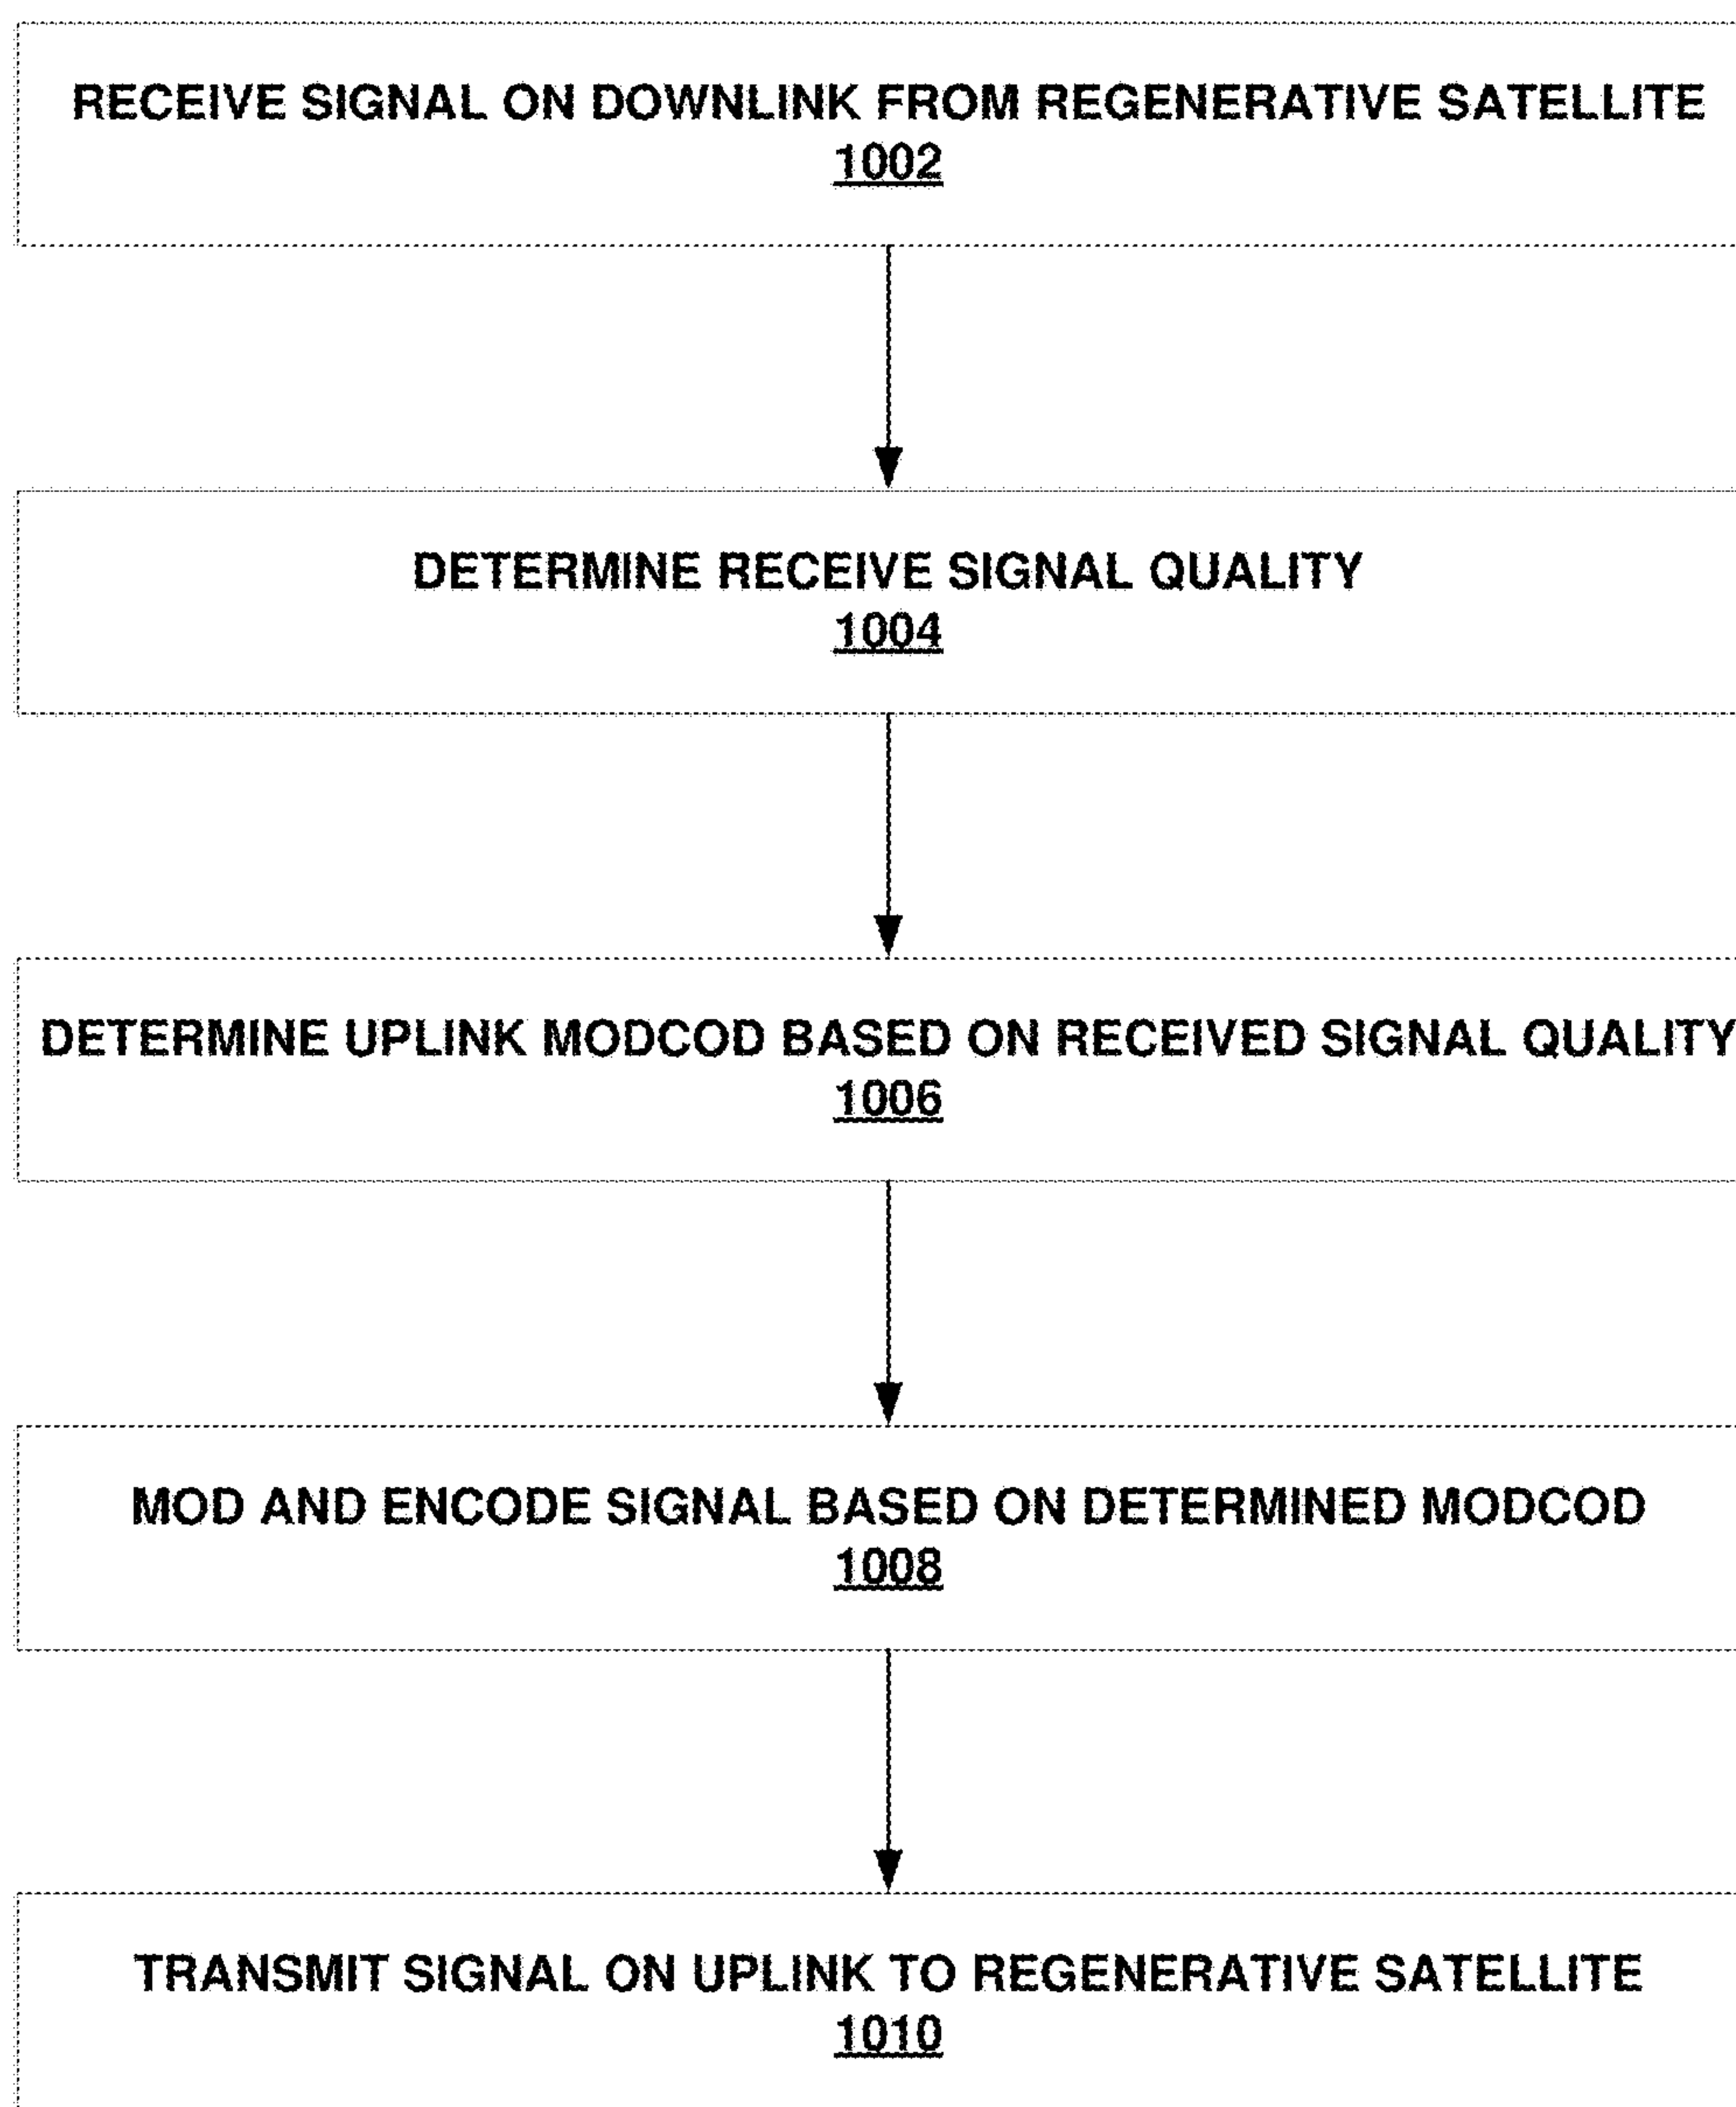 RECEIVE SIGNAL ON DOWNLINK FROM REGENERATIVE SATELLITE
1002
DETERMINE RECEIVE SIGNAL QUALITY
1004
DETERMINE UPLINK MODCOD BASED ON RECEIVED SIGNAL QUALITY
1006
MOD AND ENCODE SIGNAL BASED ON DETERMINED MODCOD
1008
TRANSMIT SIGNAL ON UPLINK TO REGENERATIVE SATELLITE
1010